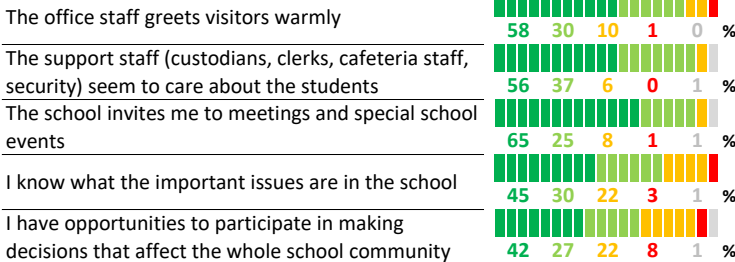 The office staff greets visitors warmly
58 30 10 1 0 %
The support staff (custodians, clerks, cafeteria staff,
security) seem to care about the students
56 37 6 0 1 %
The school invites me to meetings and special school
events
65 25 8 1 1 %
I know what the important issues are in the school
45 30 22 3 1 %
I have opportunities to participate in making
decisions that affect the whole school community
42 27 22 8 1 %